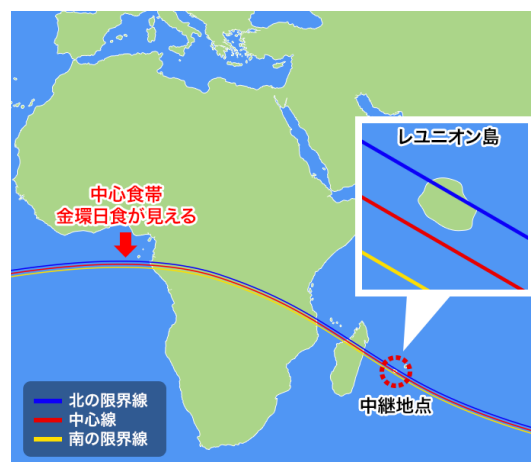 レユニオン島
中心食帯
金環日食が見える
中継地点
北の限界線
中心線
南の限界線